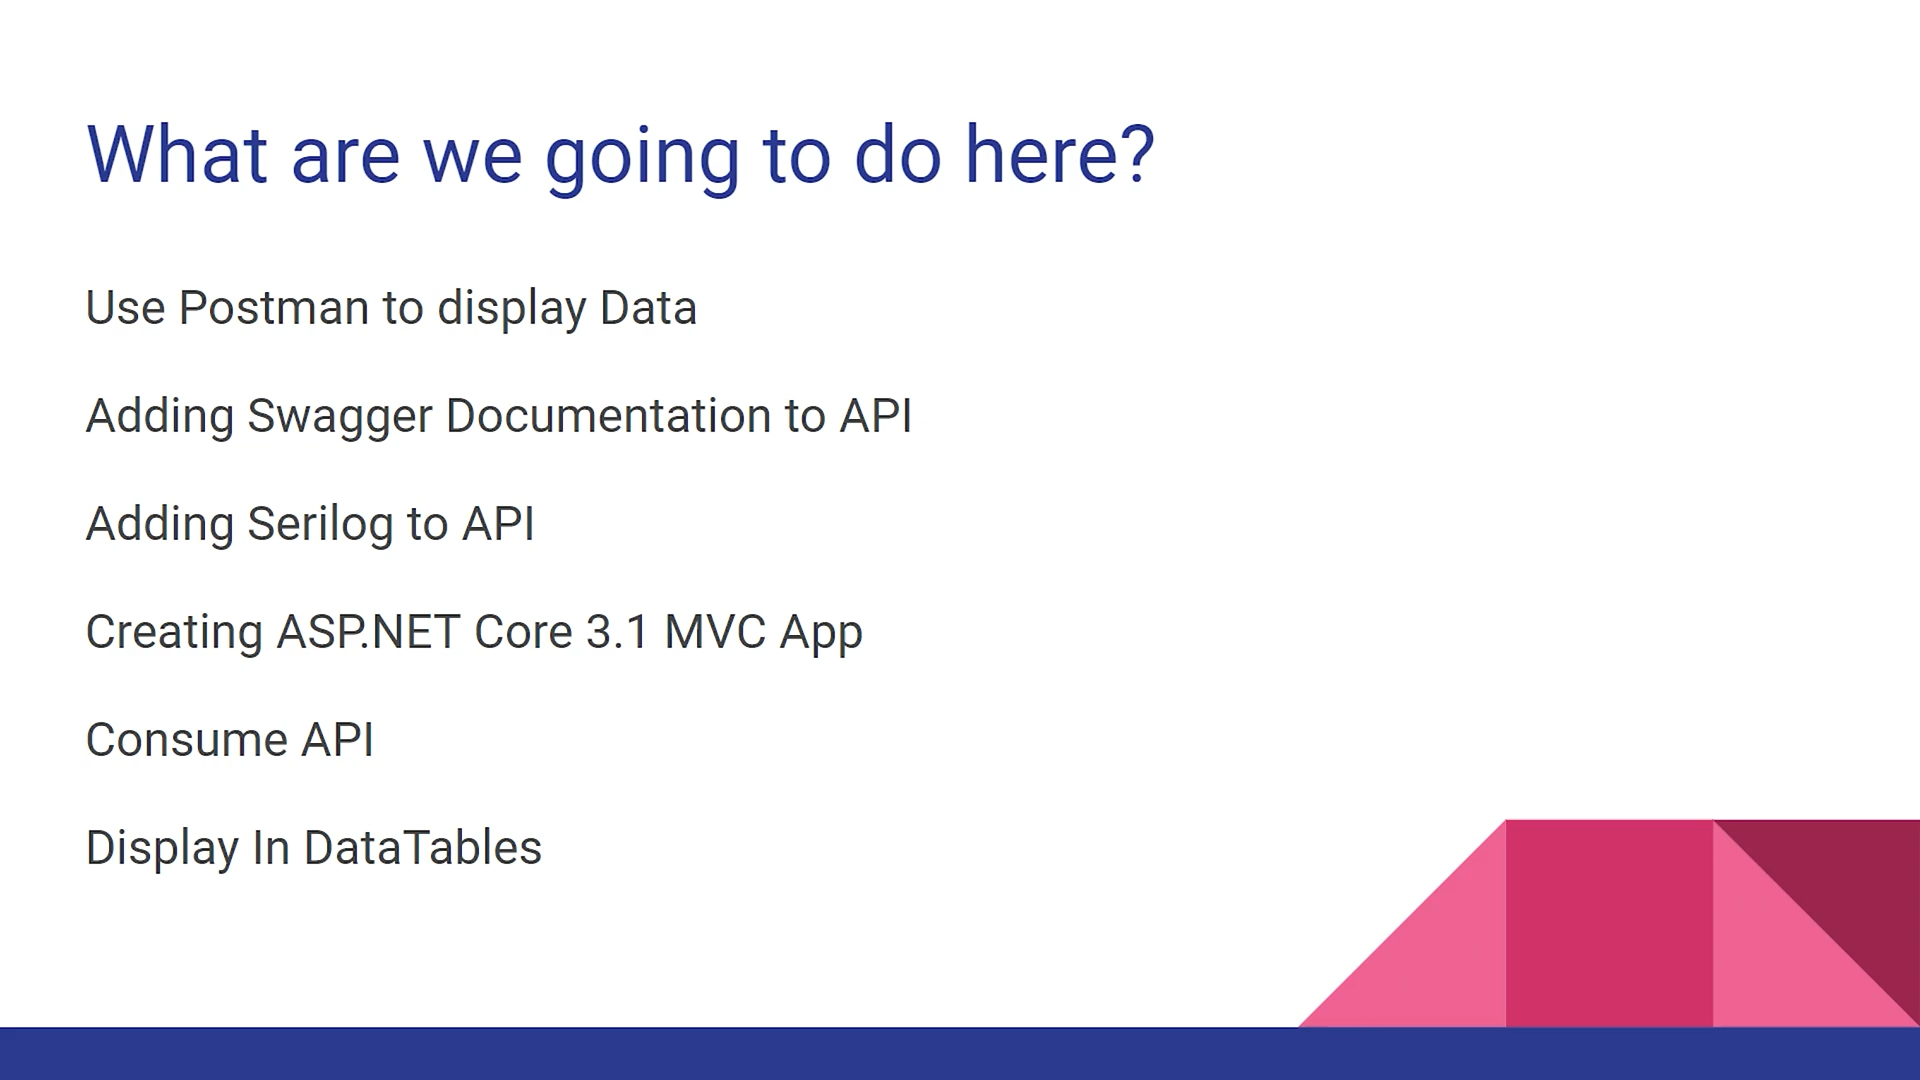 What are we going to do here?
Use Postman to display Data
Adding Swagger Documentation to API
Adding Serilog to API
Creating ASP.NET Core 3.1 MVC App
Consume API
Display In DataTables